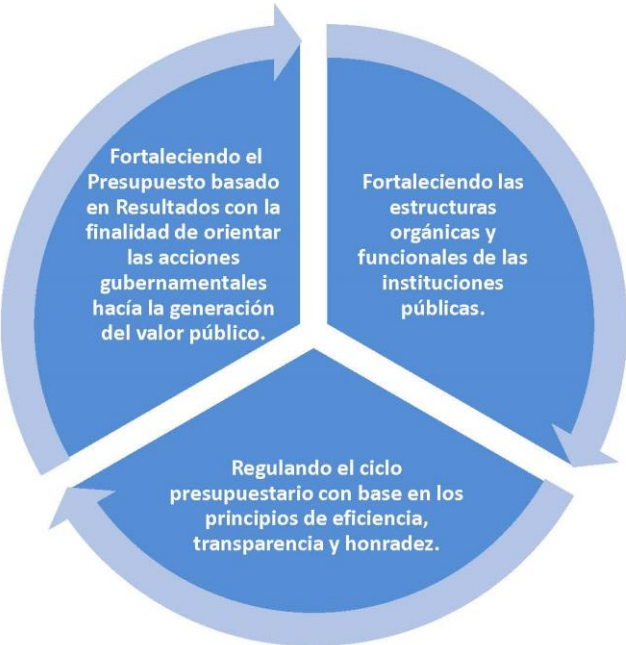 Fortaleciendo el
Presupuesto basado
en Resultados con la
finalidad de orientar
las acciones
gubernamentales
hacía la generación
del valor público.
Fortaleciendo las
estructuras
orgánicas y
funcionales de las
instituciones
públicas.
Regulando el ciclo
presupuestario con base en los
principios de eficiencia,
transparencia y honradez.